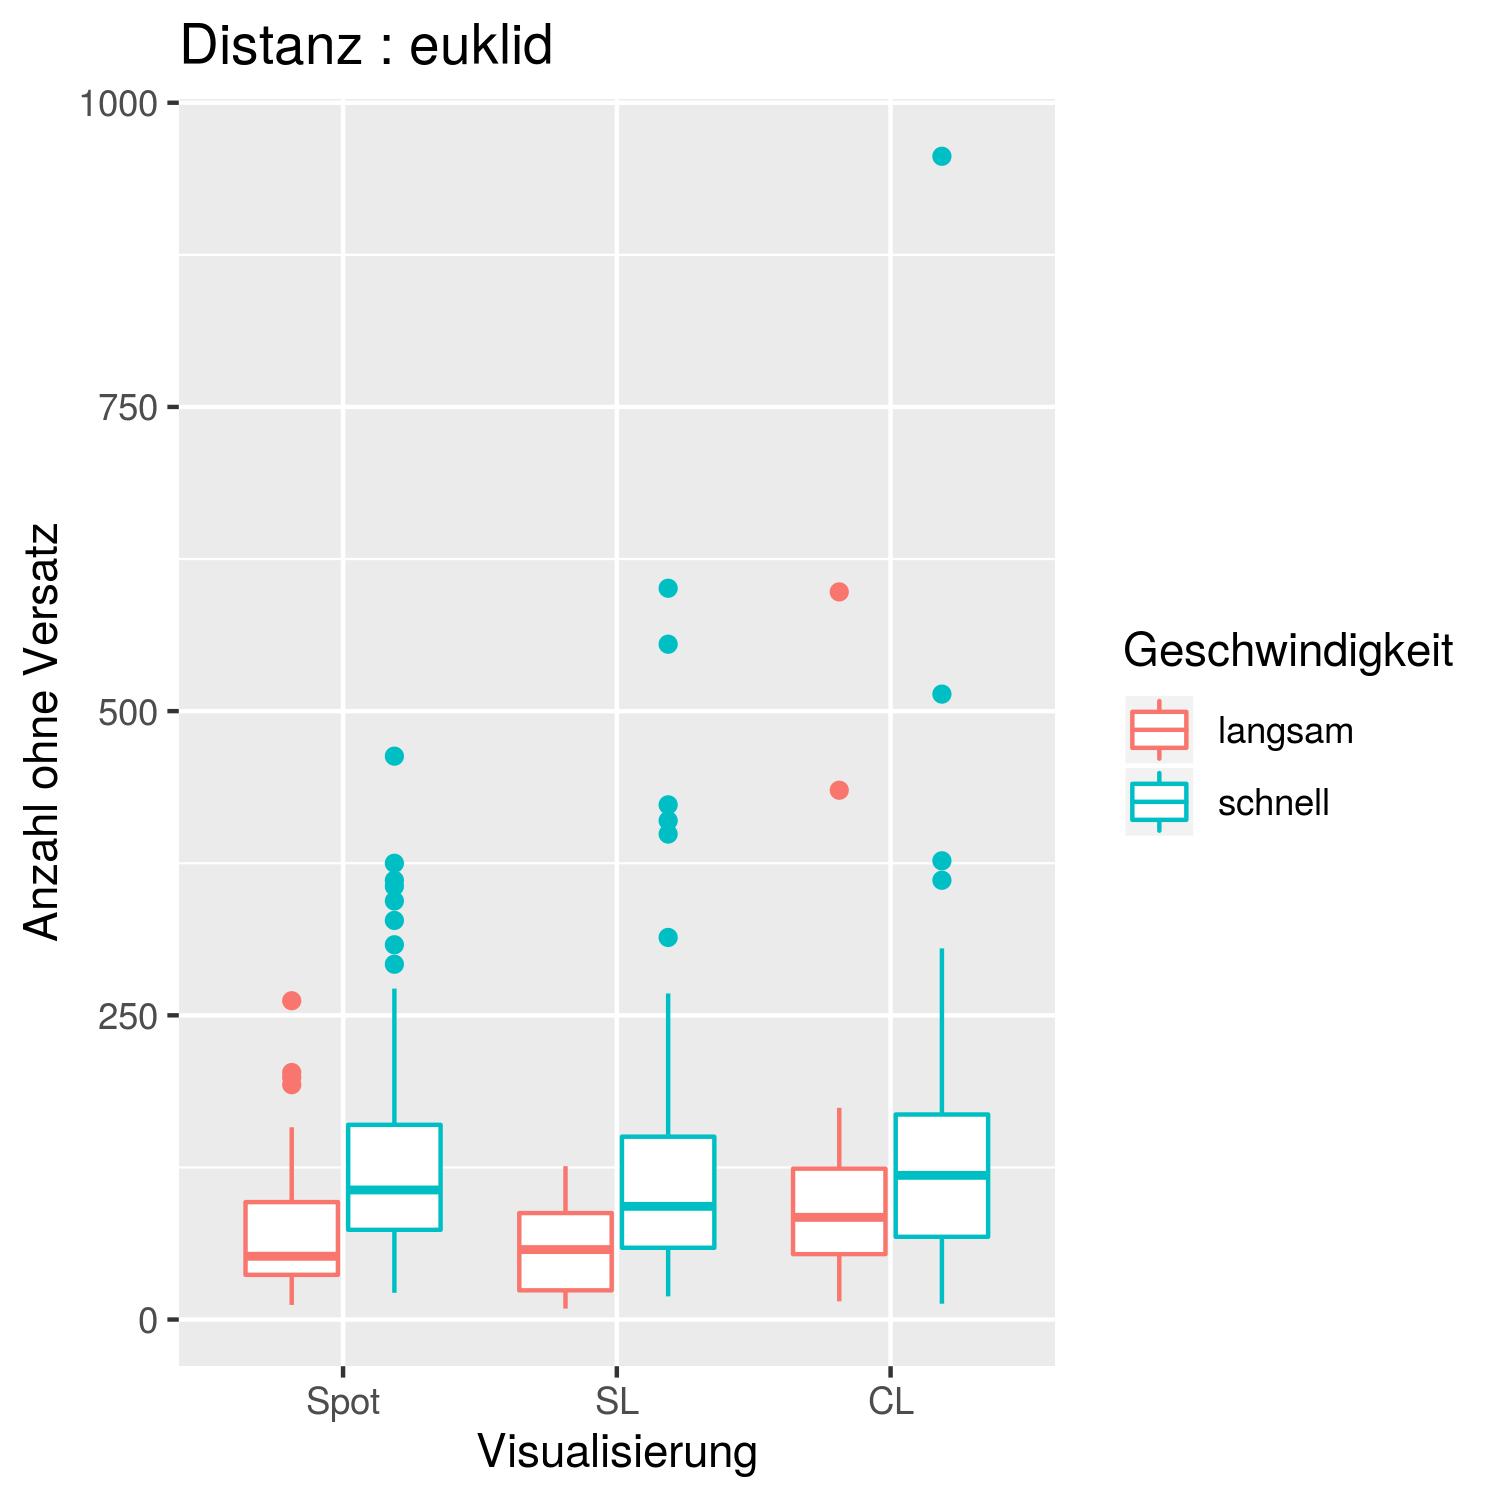 Distanz : euklid
1000
750
500
250
0
Anzahl ohne Versatz
Spot SL CL
Visualisierung
Geschwindigkeit
langsam
schnell